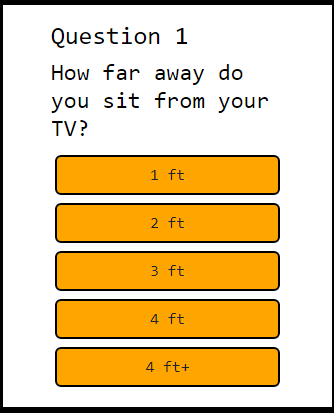 Question 1
How far away do
you sit from your
TV?
1 ft
2 ft
3 ft
4 ft
4 ft+